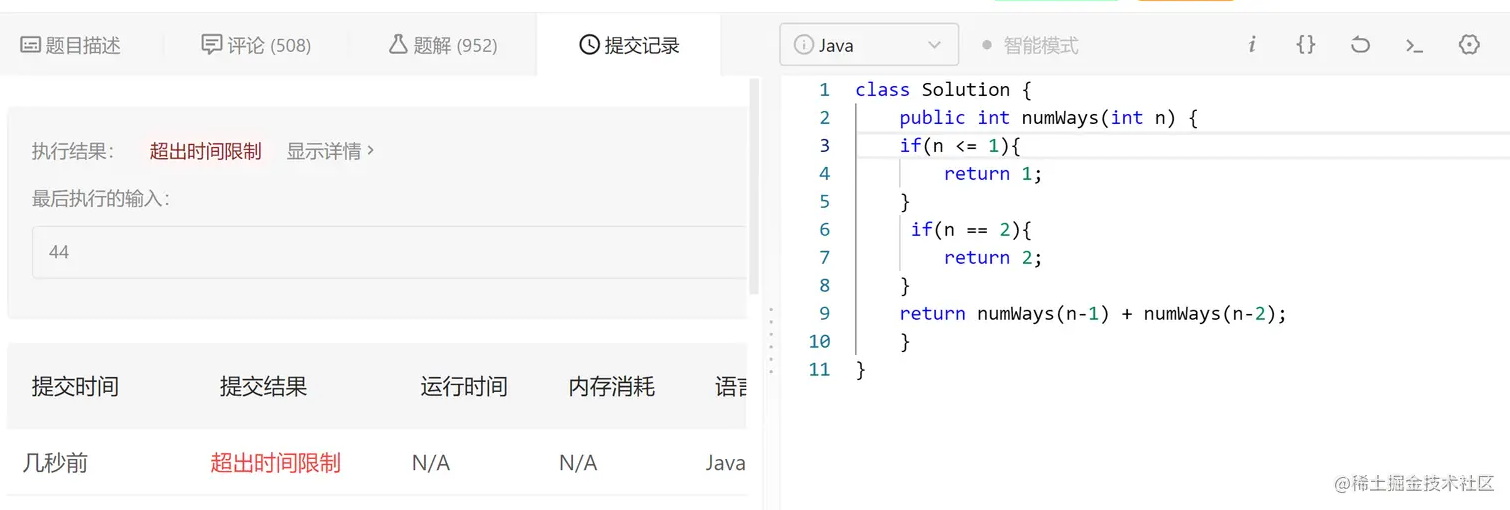 题目描述 评论 (508) 题解 (952) 提交记录
执行结果： 超出时间限制 显示详情 >
最后执行的输入：
44
提交时间 提交结果 运行时间 内存消耗 语言
几秒前 超出时间限制 N/A N/A Java
Java 智能模式 i {} >_
1 class Solution {
2 public int numWays(int n) {
3 if(n <= 1){
4 return 1;
5 }
6 if(n == 2){
7 return 2;
8 }
9 return numWays(n-1) + numWays(n-2);
10 }
11 }
@稀土掘金技术社区